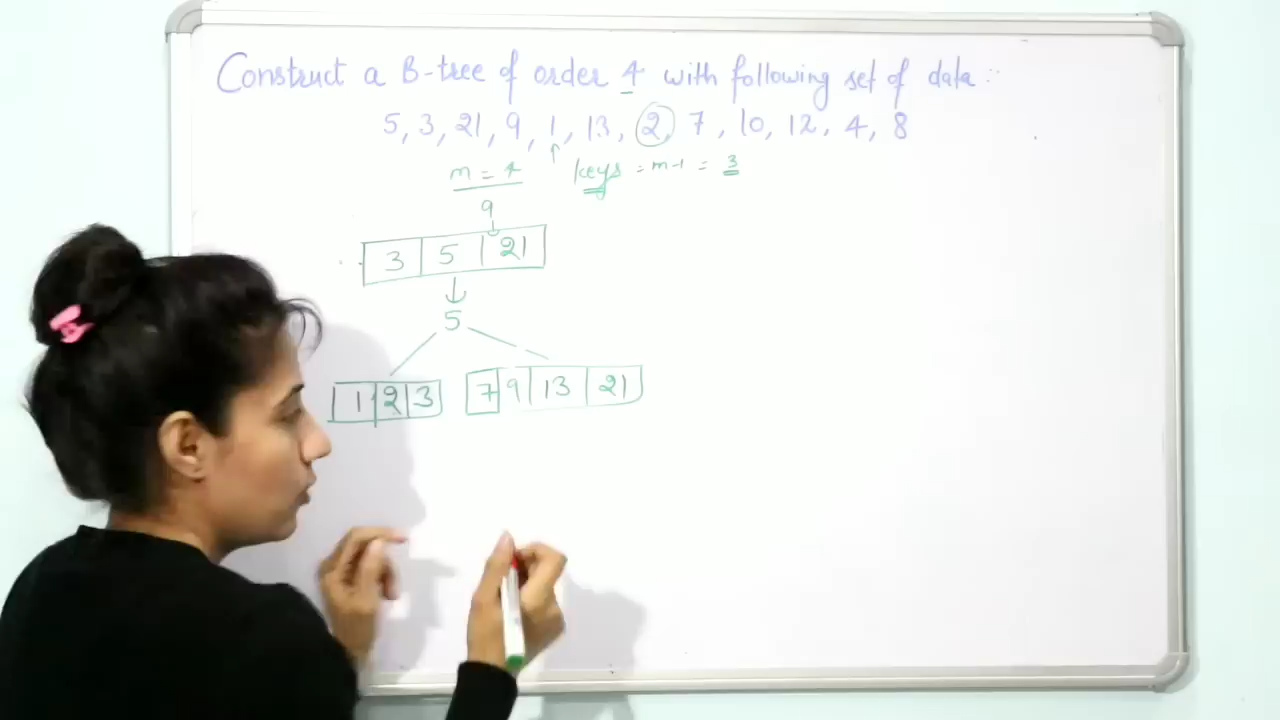 Construct a B-tree of order 4 with following set of data :-
5, 3, 21, 9, 1, 13, 2, 7, 10, 12, 4, 8
m = 4 keys = m-1 = 3
9
3 5 21
5
1 2 3 7 9 13 21